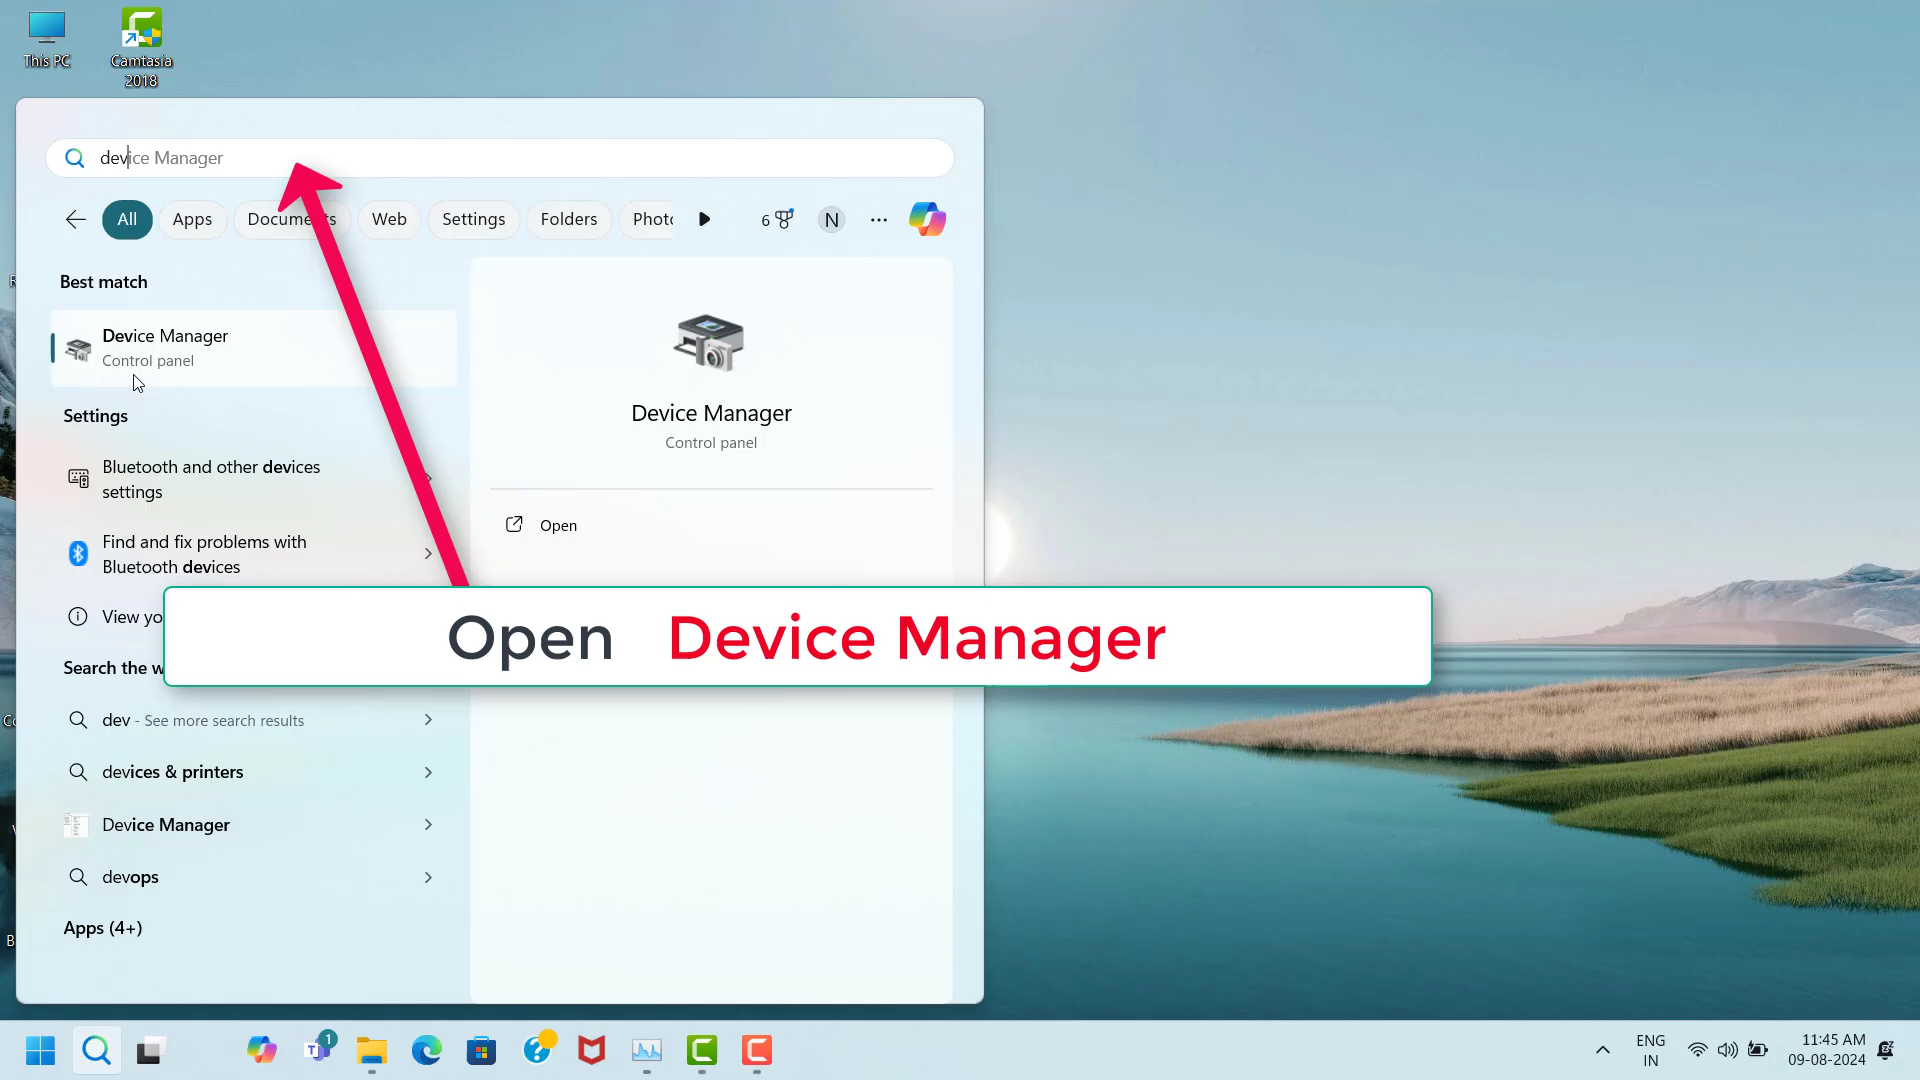 This PC
Camtasia
2018
device Manager
All
Apps
Documents
Web
Settings
Folders
Photo
6
N
Best match
Device Manager
Control panel
Settings
Bluetooth and other devices
settings
Find and fix problems with
Bluetooth devices
View yo
Search the w
dev - See more search results
devices & printers
Device Manager
devops
Apps (4+)
Device Manager
Control panel
Open
Open Device Manager
1
ENG
IN
11:45 AM
09-08-2024